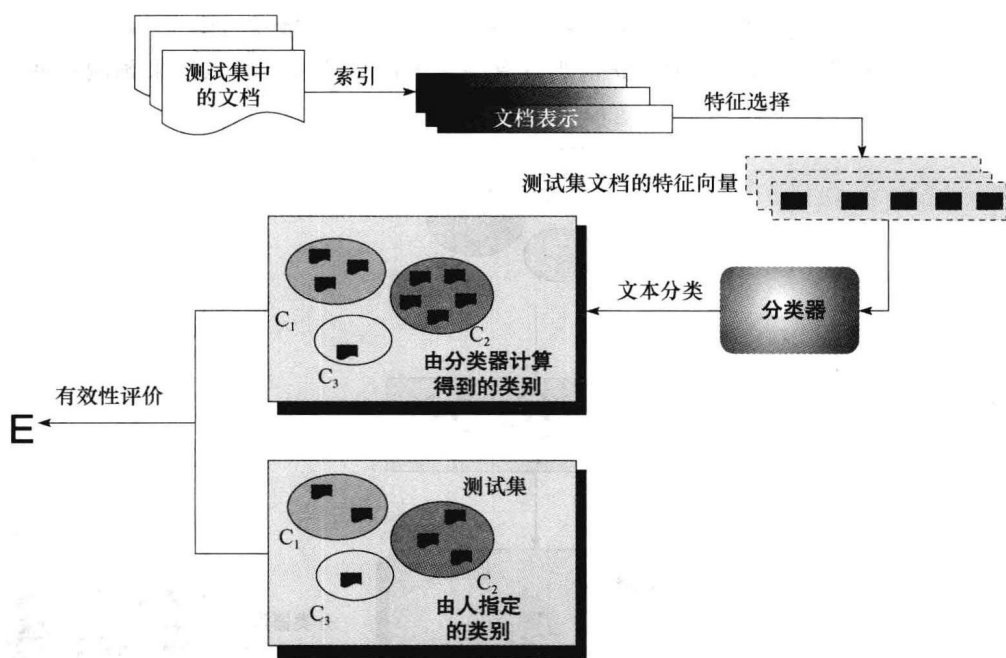 测试集中
的文档
索引
文档表示
特征选择
测试集文档的特征向量
分类器
文本分类
C₁
C₂
C₃
由分类器计算
得到的类别
有效性评价
E
测试集
C₁
C₂
C₃
由人指定
的类别